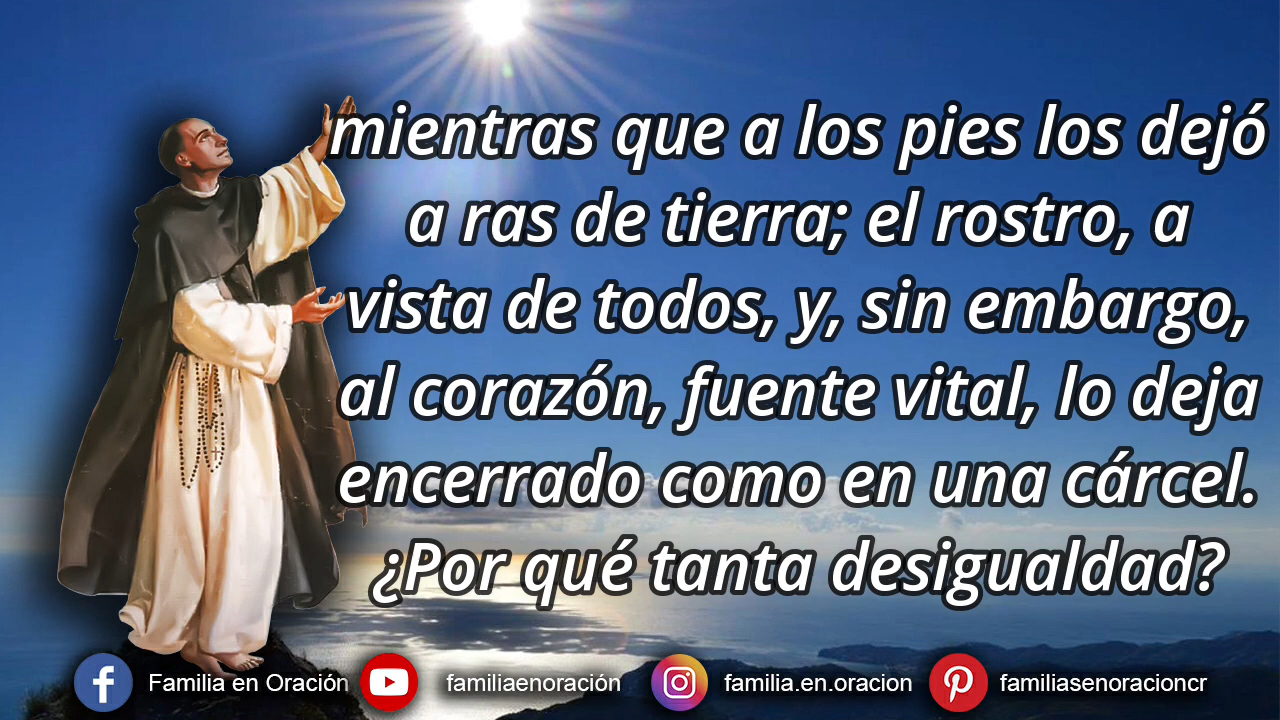 mientras que a los pies los dejó
a ras de tierra; el rostro, a
vista de todos, y, sin embargo,
al corazón, fuente vital, lo deja
encerrado como en una cárcel.
¿Por qué tanta desigualdad?
Familia en Oración familiaenoración familia.en.oracion familiasenoracioncr